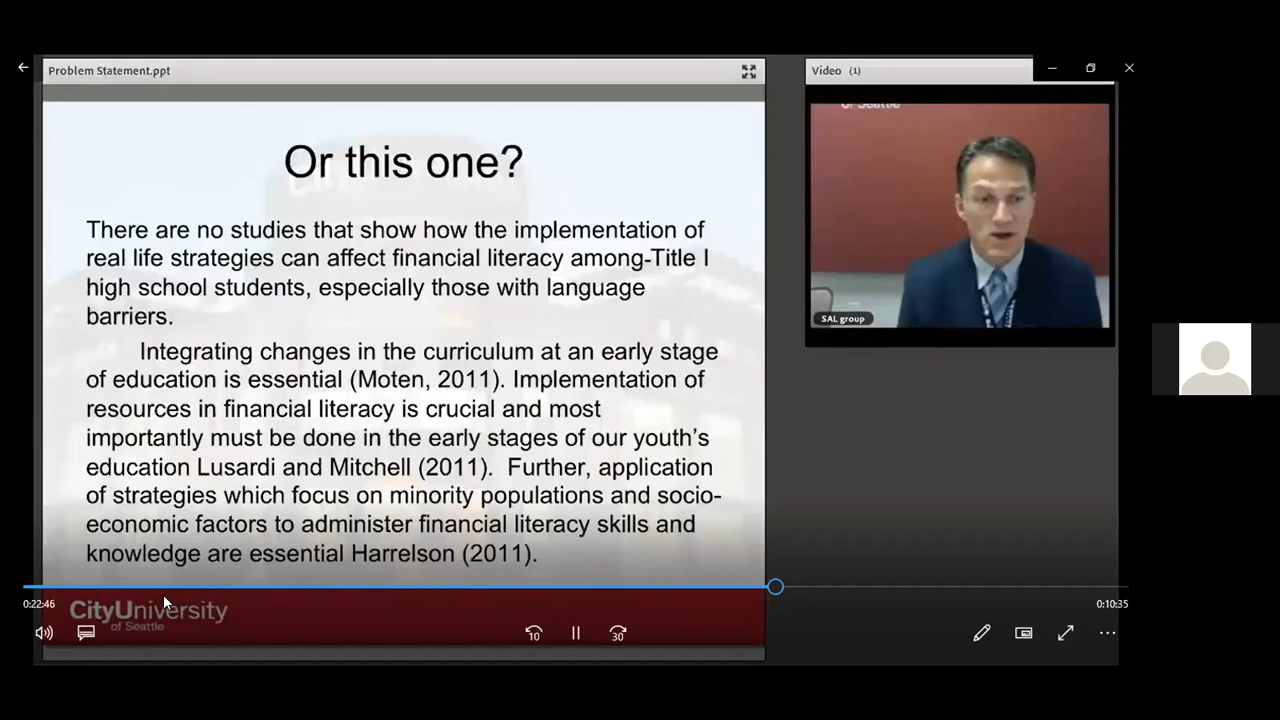 Problem Statement.ppt
Video (1)
of Seattle
Or this one?
There are no studies that show how the implementation of
real life strategies can affect financial literacy among-Title I
high school students, especially those with language
barriers.
Integrating changes in the curriculum at an early stage
of education is essential (Moten, 2011). Implementation of
resources in financial literacy is crucial and most
importantly must be done in the early stages of our youth’s
education Lusardi and Mitchell (2011).  Further, application
of strategies which focus on minority populations and socio-
economic factors to administer financial literacy skills and
knowledge are essential Harrelson (2011).
SAL group
0:22:46
0:10:35
CityUniversity
of Seattle
10
30